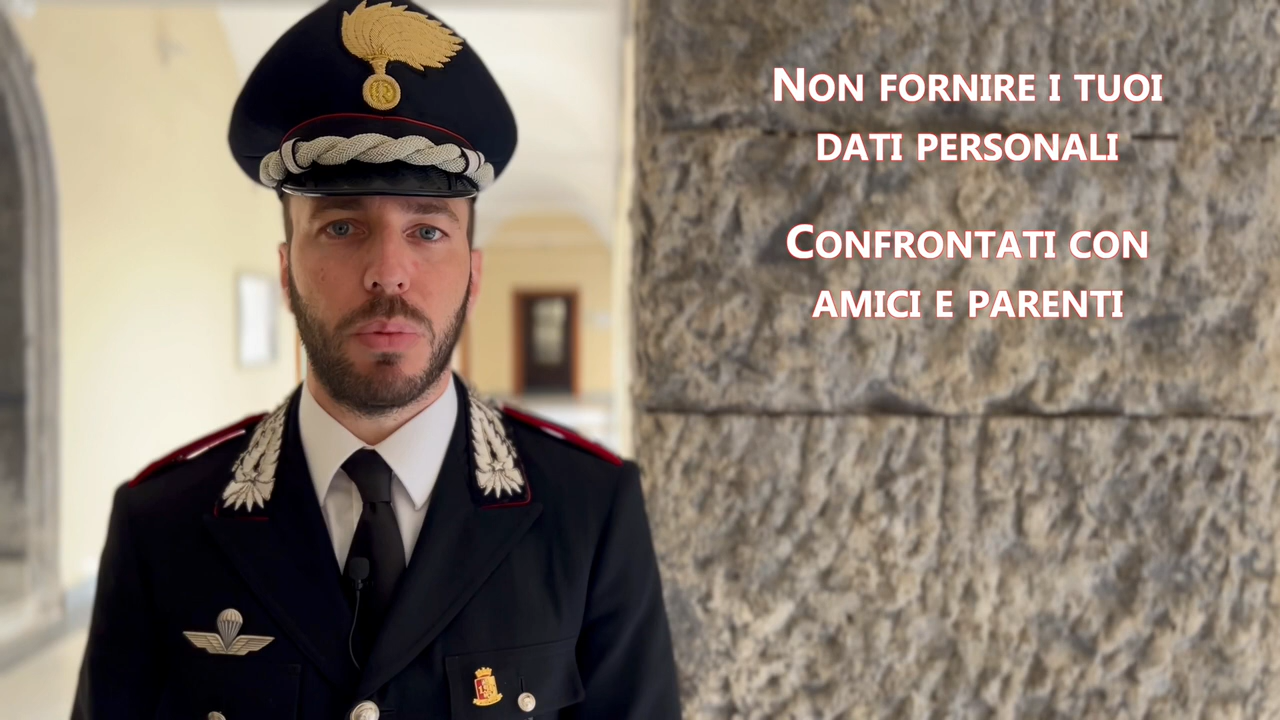 Non fornire i tuoi
dati personali
Confrontati con
amici e parenti